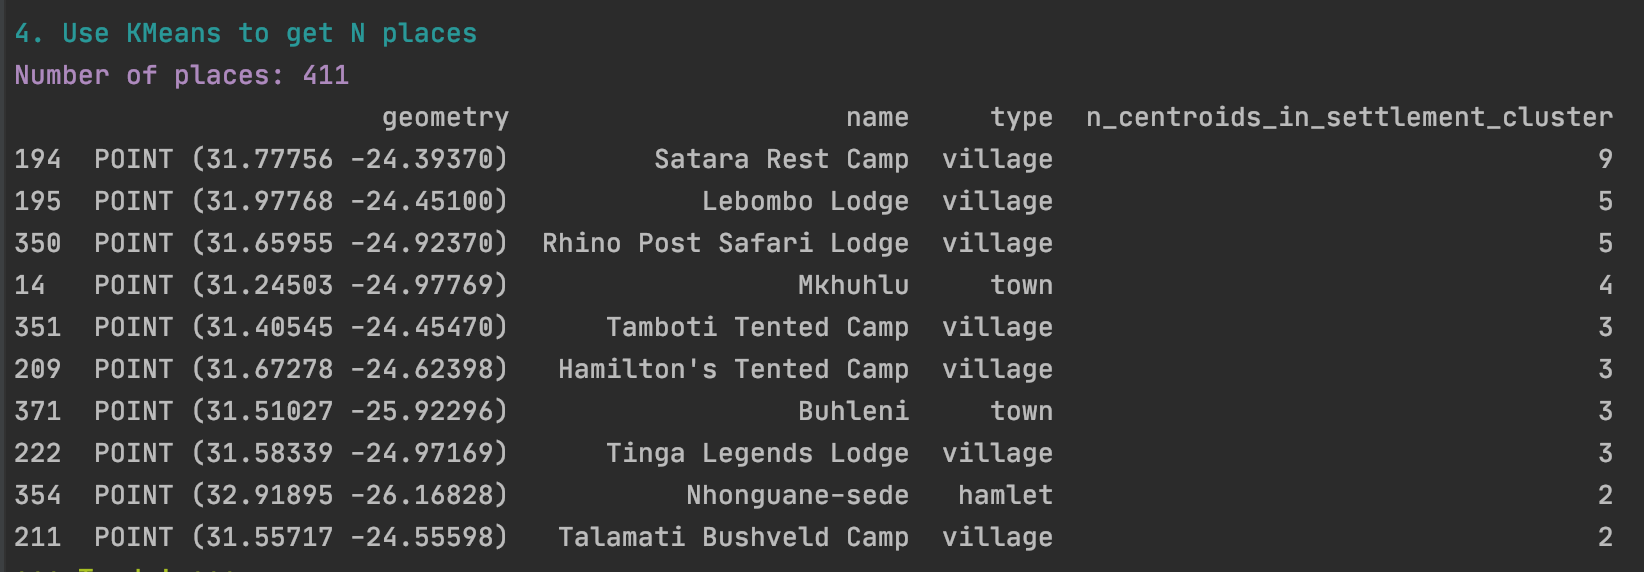 4. Use KMeans to get N places
Number of places: 411
geometry name type n_centroids_in_settlement_cluster
194 POINT (31.77756 -24.39370) Satara Rest Camp village 9
195 POINT (31.97768 -24.45100) Lebombo Lodge village 5
350 POINT (31.65955 -24.92370) Rhino Post Safari Lodge village 5
14 POINT (31.24503 -24.97769) Mkhuhlu town 4
351 POINT (31.40545 -24.45470) Tamboti Tented Camp village 3
209 POINT (31.67278 -24.62398) Hamilton's Tented Camp village 3
371 POINT (31.51027 -25.92296) Buhleni town 3
222 POINT (31.58339 -24.97169) Tinga Legends Lodge village 3
354 POINT (32.91895 -26.16828) Nhonguane-sede hamlet 2
211 POINT (31.55717 -24.55598) Talamati Bushveld Camp village 2